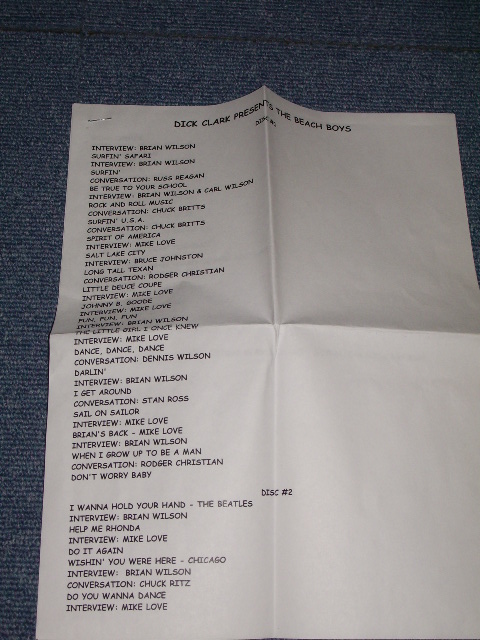 DICK CLARK PRESENTS THE BEACH BOYS
DISC #1
INTERVIEW: BRIAN WILSON
SURFIN' SAFARI
INTERVIEW: BRIAN WILSON
SURFIN'
CONVERSATION: RUSS REAGAN
BE TRUE TO YOUR SCHOOL
INTERVIEW: BRIAN WILSON & CARL WILSON
ROCK AND ROLL MUSIC
CONVERSATION: CHUCK BRITTS
SURFIN' U.S.A.
CONVERSATION: CHUCK BRITTS
SPIRIT OF AMERICA
INTERVIEW: MIKE LOVE
SALT LAKE CITY
INTERVIEW: BRUCE JOHNSTON
LONG TALL TEXAN
CONVERSATION: RODGER CHRISTIAN
LITTLE DEUCE COUPE
INTERVIEW: MIKE LOVE
JOHNNY B. GOODE
INTERVIEW: MIKE LOVE
FUN, FUN, FUN
INTERVIEW: BRIAN WILSON
THE LITTLE GIRL I ONCE KNEW
INTERVIEW: MIKE LOVE
DANCE, DANCE, DANCE
CONVERSATION: DENNIS WILSON
DARLIN'
INTERVIEW: BRIAN WILSON
I GET AROUND
CONVERSATION: STAN ROSS
SAIL ON SAILOR
INTERVIEW: MIKE LOVE
BRIAN'S BACK - MIKE LOVE
INTERVIEW: BRIAN WILSON
WHEN I GROW UP TO BE A MAN
CONVERSATION: RODGER CHRISTIAN
DON'T WORRY BABY
DISC #2
I WANNA HOLD YOUR HAND - THE BEATLES
INTERVIEW: BRIAN WILSON
HELP ME RHONDA
INTERVIEW: MIKE LOVE
DO IT AGAIN
WISHIN' YOU WERE HERE - CHICAGO
INTERVIEW: BRIAN WILSON
CONVERSATION: CHUCK RITZ
DO YOU WANNA DANCE
INTERVIEW: MIKE LOVE